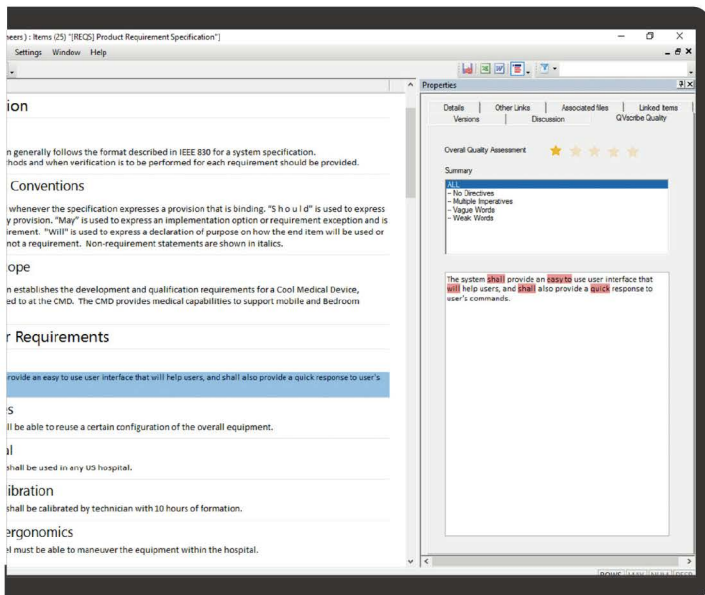 neers) : Items (25) "[REQS] Product Requirement Specification"]
Settings Window Help
Properties
ion
n generally follows the format described in IEEE 830 for a system specification.
thods and when verification is to be performed for each requirement should be provided.
Conventions
whenever the specification expresses a provision that is binding. "S h o u l d" is used to express
y provision. "May" is used to express an implementation option or requirement exception and is
irement. "Will" is used to express a declaration of purpose on how the end item will be used or
not a requirement. Non-requirement statements are shown in italics.
ope
n establishes the development and qualification requirements for a Cool Medical Device,
ed to at the CMD. The CMD provides medical capabilities to support mobile and Bedroom
r Requirements
rovide an easy to use user interface that will help users, and shall also provide a quick response to user's
s
ll be able to reuse a certain configuration of the overall equipment.
al
shall be used in any US hospital.
ibration
shall be calibrated by technician with 10 hours of formation.
ergonomics
el must be able to maneuver the equipment within the hospital.
Details Other Links Associated files Linked Items
Versions Discussion QVscribe Quality
Overall Quality Assessment
Summary
ALL
-- No Directives
-- Multiple Imperatives
-- Vague Words
-- Weak Words
The system shall provide an easy to use user interface that
will help users, and shall also provide a quick response to
user's commands.